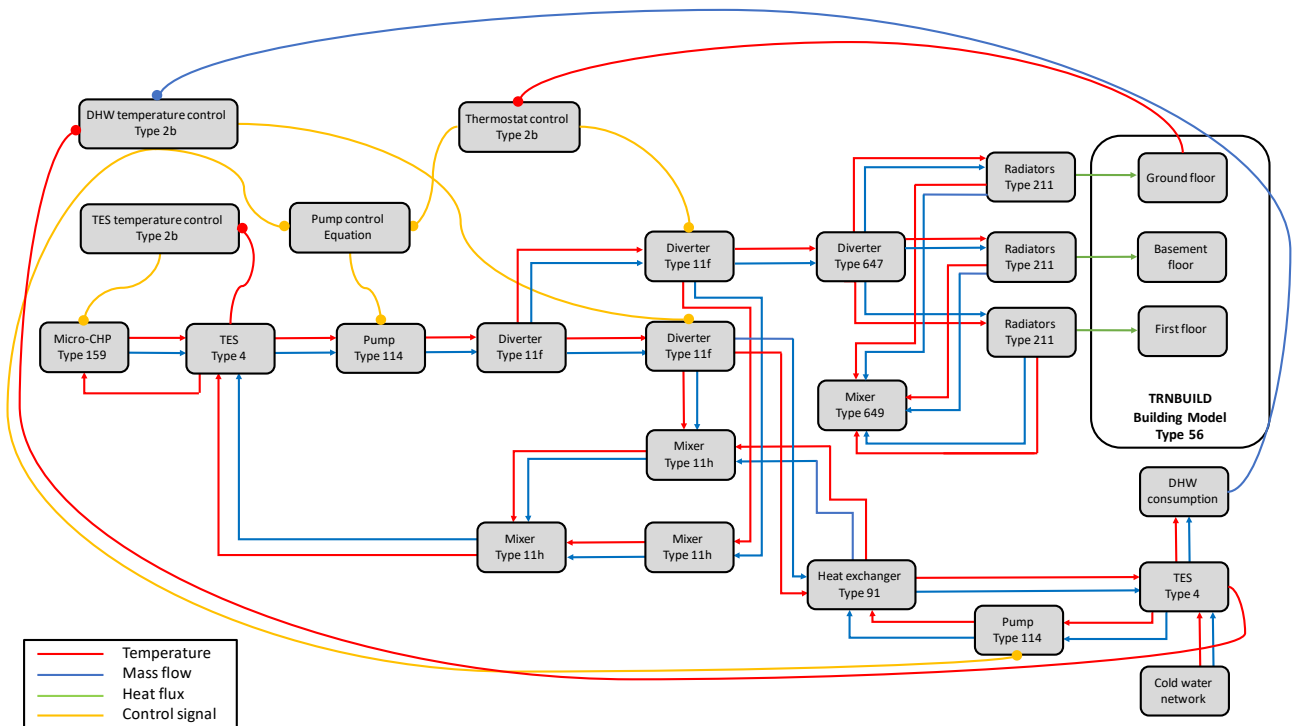 DHW temperature control
Type 2b
Thermostat control
Type 2b
TES temperature control
Type 2b
Pump control
Equation
Radiators
Type 211
Ground floor
Diverter
Type 11f
Diverter
Type 647
Radiators
Type 211
Basement
floor
Micro-CHP
Type 159
TES
Type 4
Pump
Type 114
Diverter
Type 11f
Diverter
Type 11f
Radiators
Type 211
First floor
Mixer
Type 649
TRNBUILD
Building Model
Type 56
Mixer
Type 11h
DHW
consumption
Mixer
Type 11h
Mixer
Type 11h
Heat exchanger
Type 91
TES
Type 4
Pump
Type 114
Cold water
network
Temperature
Mass flow
Heat flux
Control signal